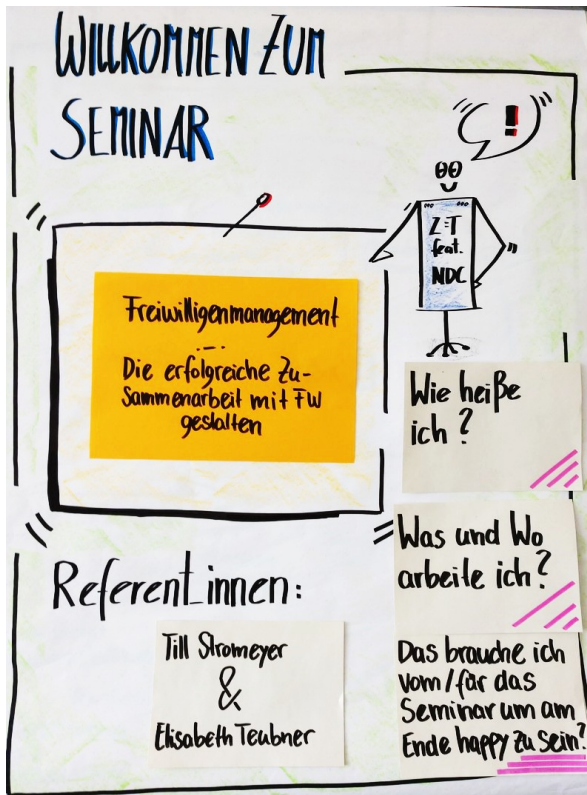 WILLKOMMEN ZUM
SEMINAR
!
Z=T
feat.
NDC
Freiwilligenmanagement
Die erfolgreiche Zu-
sammenarbeit mit FW
gestalten
Wie heiße
ich?
Was und Wo
arbeite ich?
Referent_innen:
Till Stromeyer
&
Elisabeth Teubner
Das brauche ich
vom/für das
Seminar um am
Ende happy zu sein?